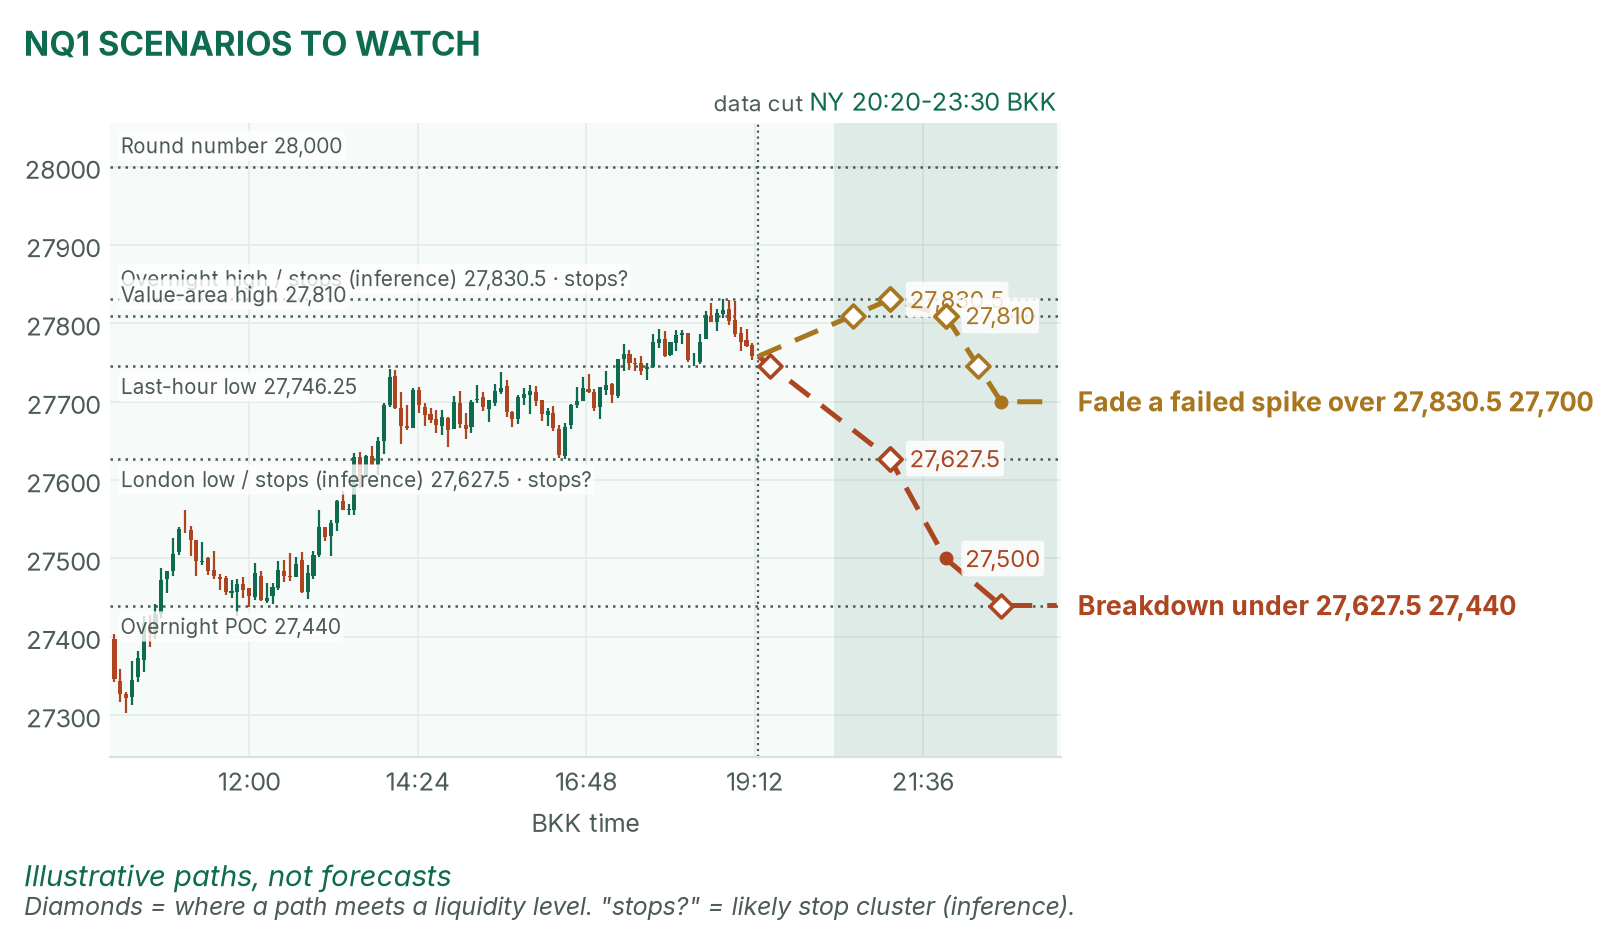 NQ1 SCENARIOS TO WATCH
data cut NY 20:20-23:30 BKK
Round number 28,000
28000
27900
Overnight high / stops (inference) 27,830.5 · stops?
Value-area high 27,810
27,830.5
27,810
27800
Last-hour low 27,746.25
27700
Fade a failed spike over 27,830.5 27,700
27,627.5
London low / stops (inference) 27,627.5 · stops?
27600
27500
27,500
Breakdown under 27,627.5 27,440
Overnight POC 27,440
27400
27300
12:00 14:24 16:48 19:12 21:36
BKK time
Illustrative paths, not forecasts
Diamonds = where a path meets a liquidity level. "stops?" = likely stop cluster (inference).